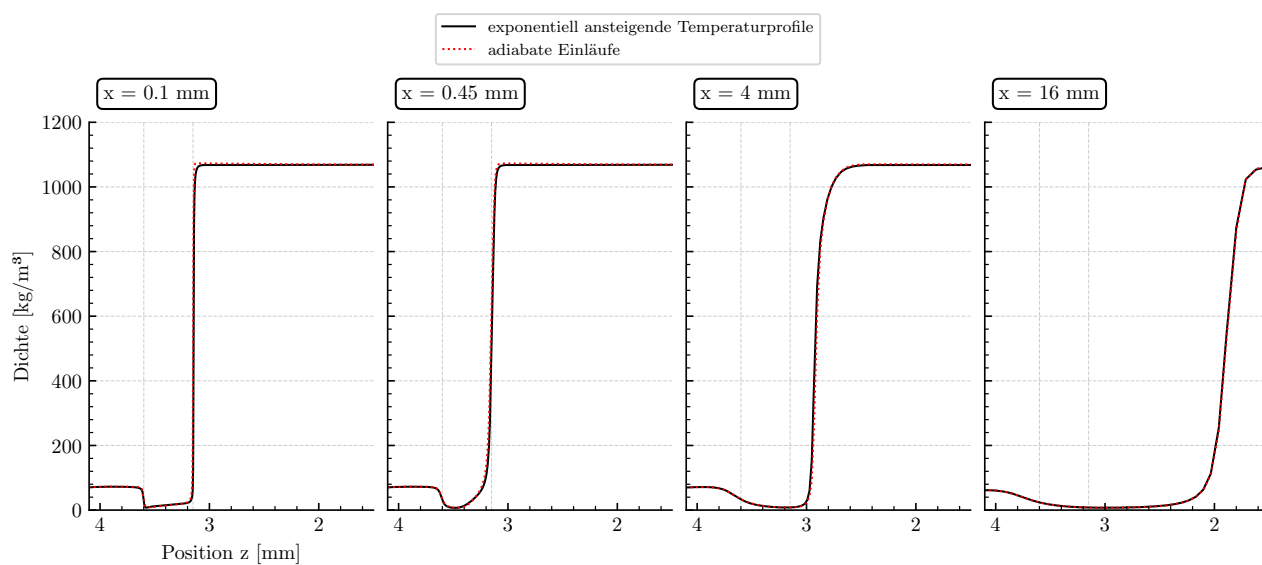 exponentiell ansteigende Temperaturprofile
adiabate Einläufe
x = 0.1 mm
x = 0.45 mm
x = 4 mm
x = 16 mm
1200
1000
800
600
400
200
0
Dichte [kg/m³]
4 3 2
4 3 2
4 3 2
4 3 2
Position z [mm]